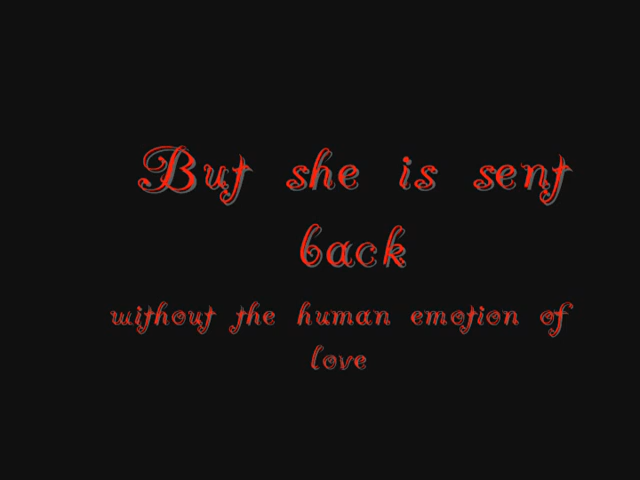 But she is sent
back
without the human emotion of
love